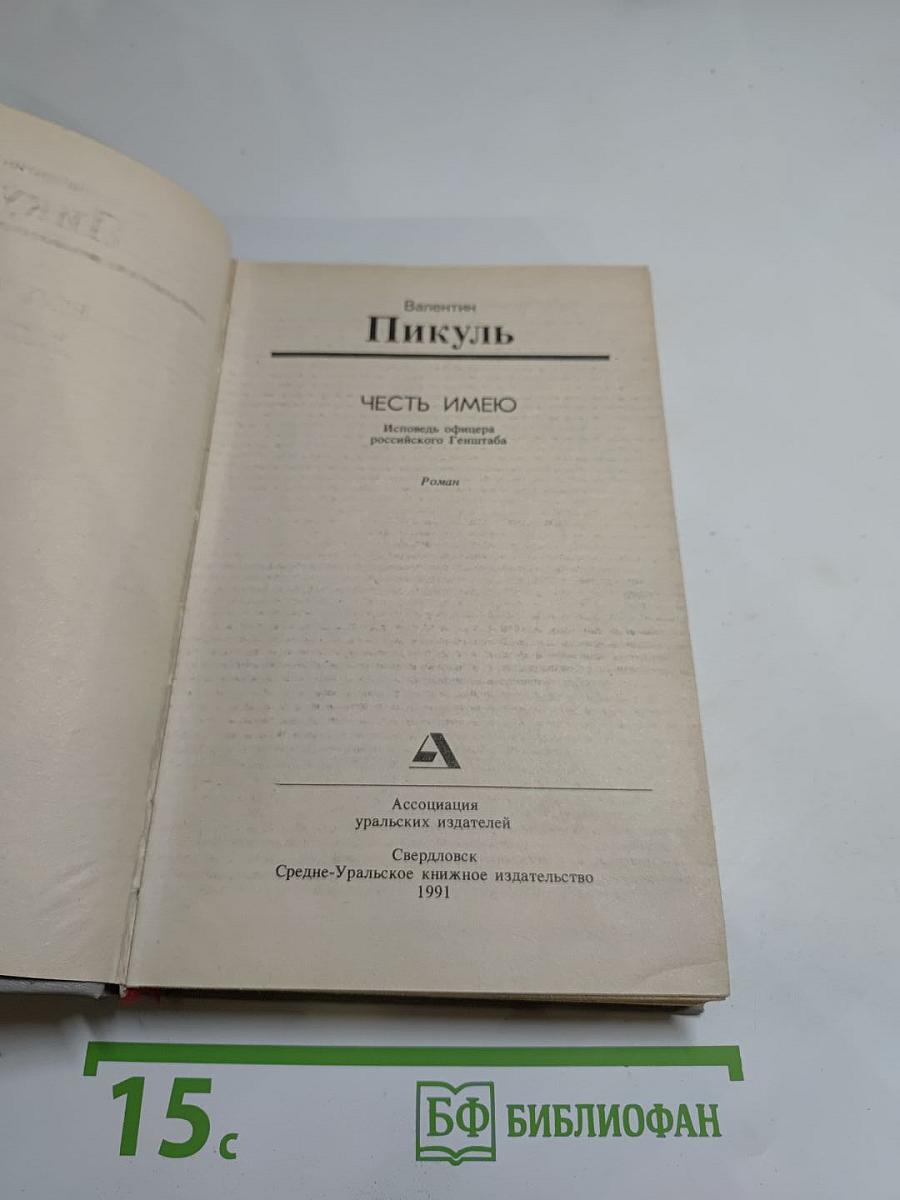 Валентин
Пикуль
ЧЕСТЬ ИМЕЮ
Исповедь офицера
российского Генштаба
Роман
Ассоциация
уральских издателей
Свердловск
Средне-Уральское книжное издательство
1991
15 с
БФ БИБЛИОФАН